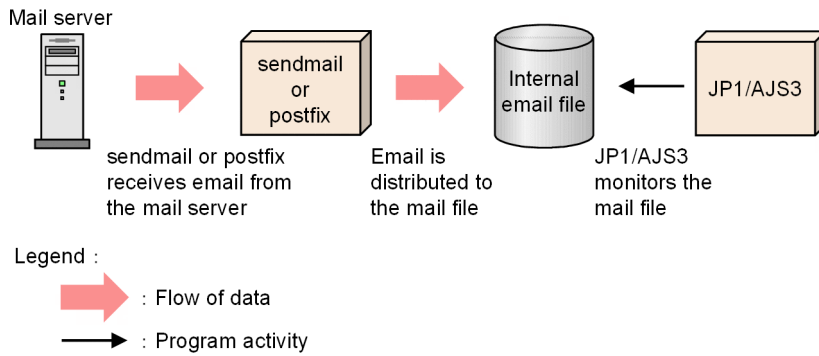 Mail server
sendmail
or
postfix
Internal
email file
JP1/AJS3
sendmail or postfix
receives email from
the mail server
Email is
distributed to
the mail file
JP1/AJS3
monitors the
mail file
Legend :
: Flow of data
: Program activity